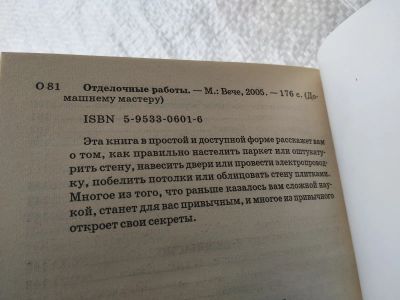 О 81 Отделочные работы. — М.: Вече, 2005. — 176 с. (До-
машнему мастеру)
ISBN 5-9533-0601-6
Эта книга в простой и доступной форме расскажет вам
о том, как правильно настелить паркет или оштукату-
рить стену, навесить двери или провести электропровод-
ку, побелить потолки или облицовать стену плитками.
Многое из того, что раньше казалось вам сложной нау-
кой, станет для вас привычным, и многое из привычного
откроет свои секреты.